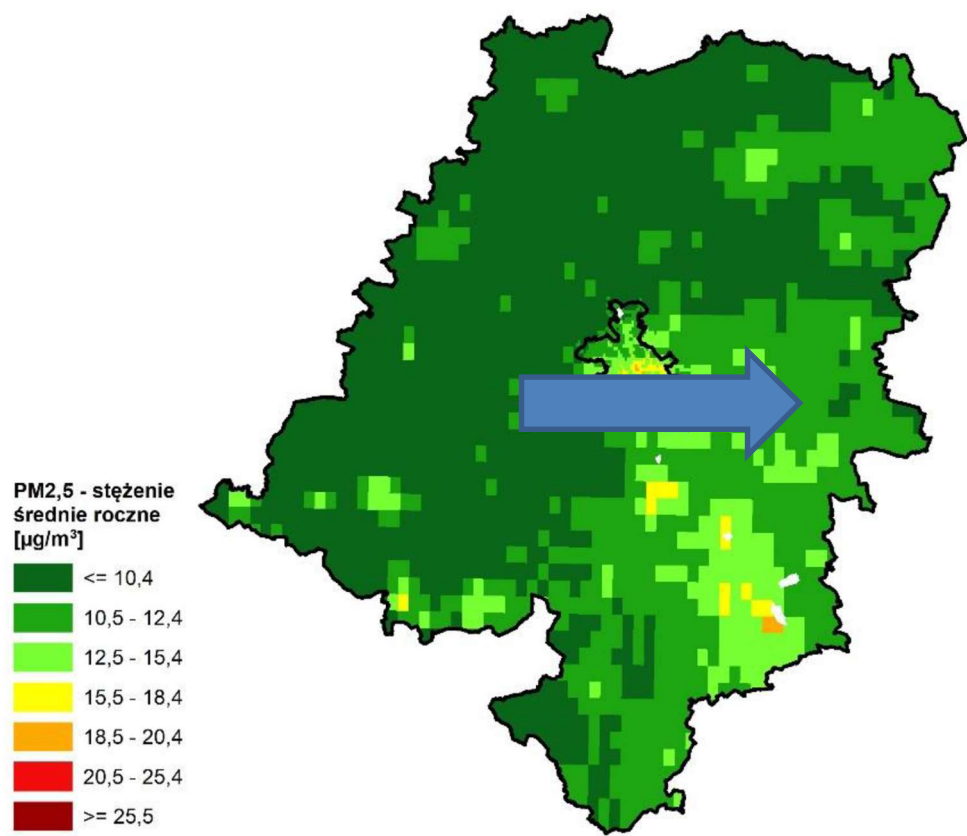 PM2,5 - stężenie
średnie roczne
[µg/m³]
<= 10,4
10,5 - 12,4
12,5 - 15,4
15,5 - 18,4
18,5 - 20,4
20,5 - 25,4
>= 25,5